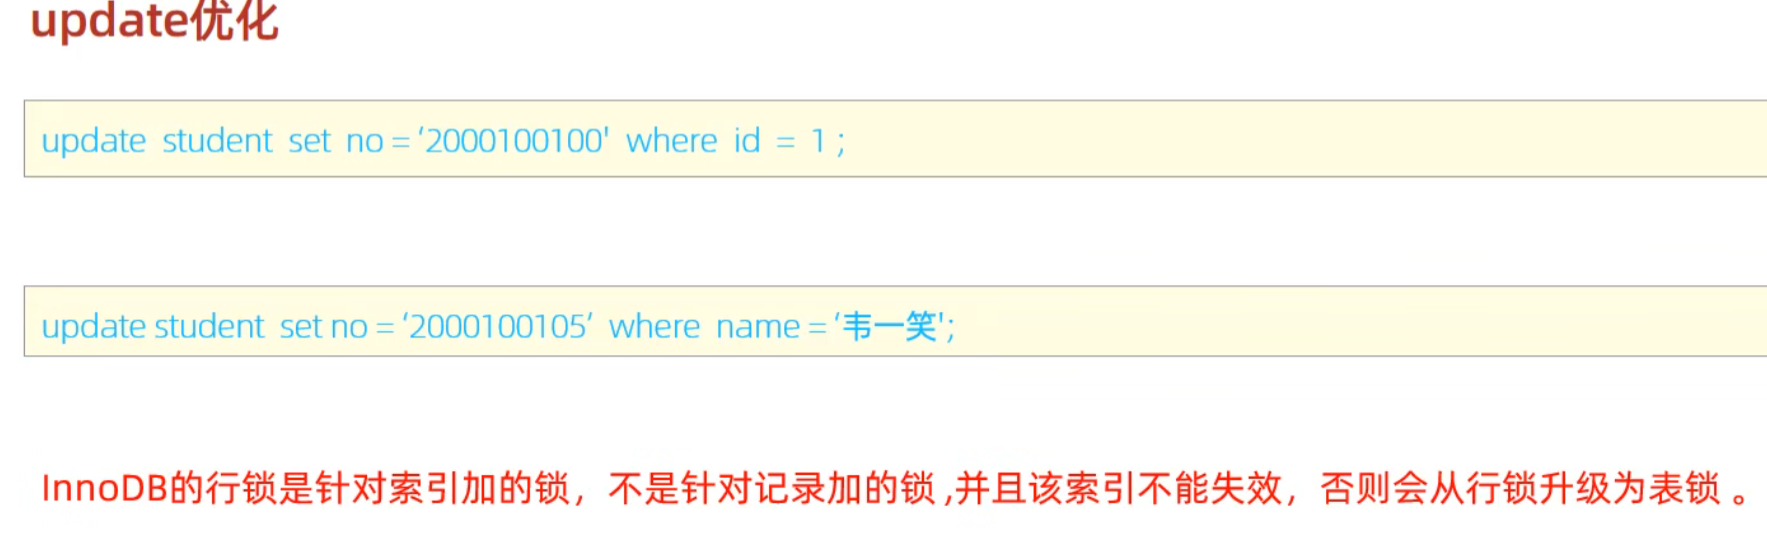 update优化
update student set no = ‘2000100100' where id = 1 ;
update student set no = ‘2000100105‘ where name = ‘韦一笑';
InnoDB的行锁是针对索引加的锁，不是针对记录加的锁 ,并且该索引不能失效，否则会从行锁升级为表锁 。